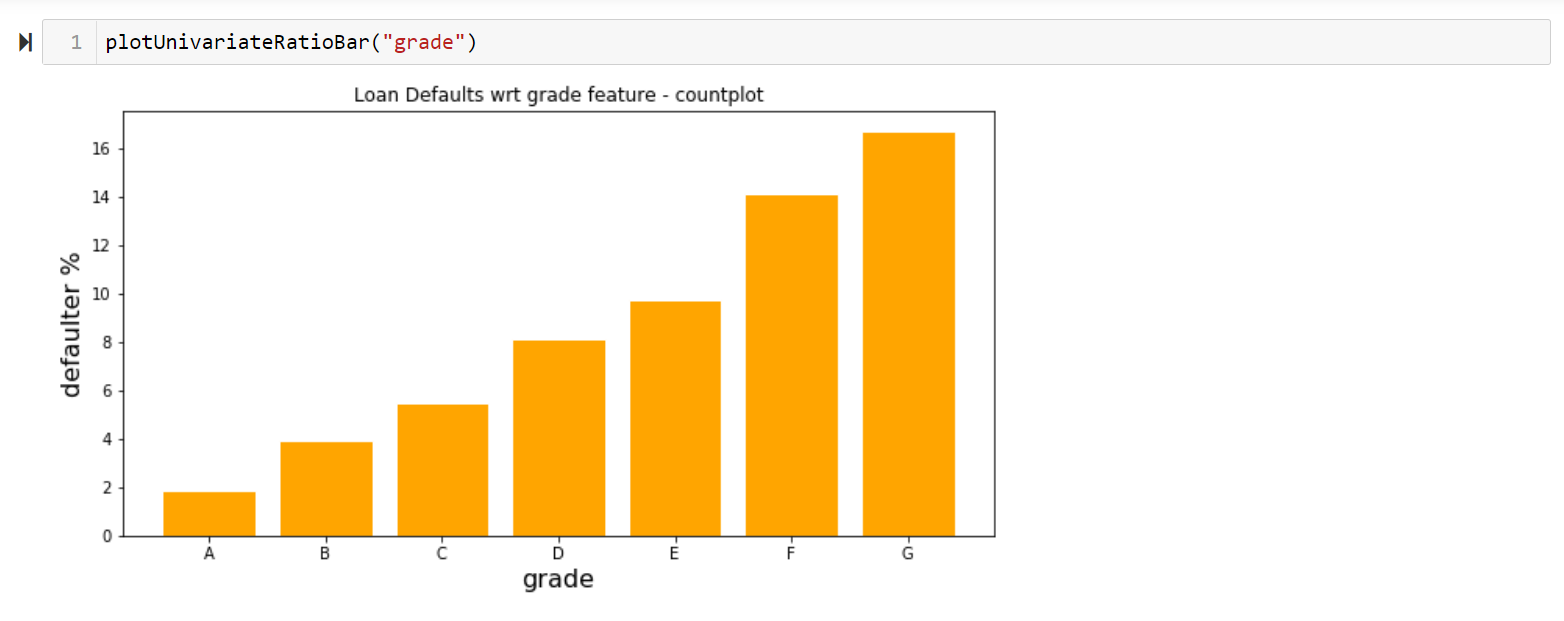 1 plotUnivariateRatioBar("grade")
Loan Defaults wrt grade feature - countplot
16
14
12
10
8
6
4
2
0
defaulter %
A B C D E F G
grade